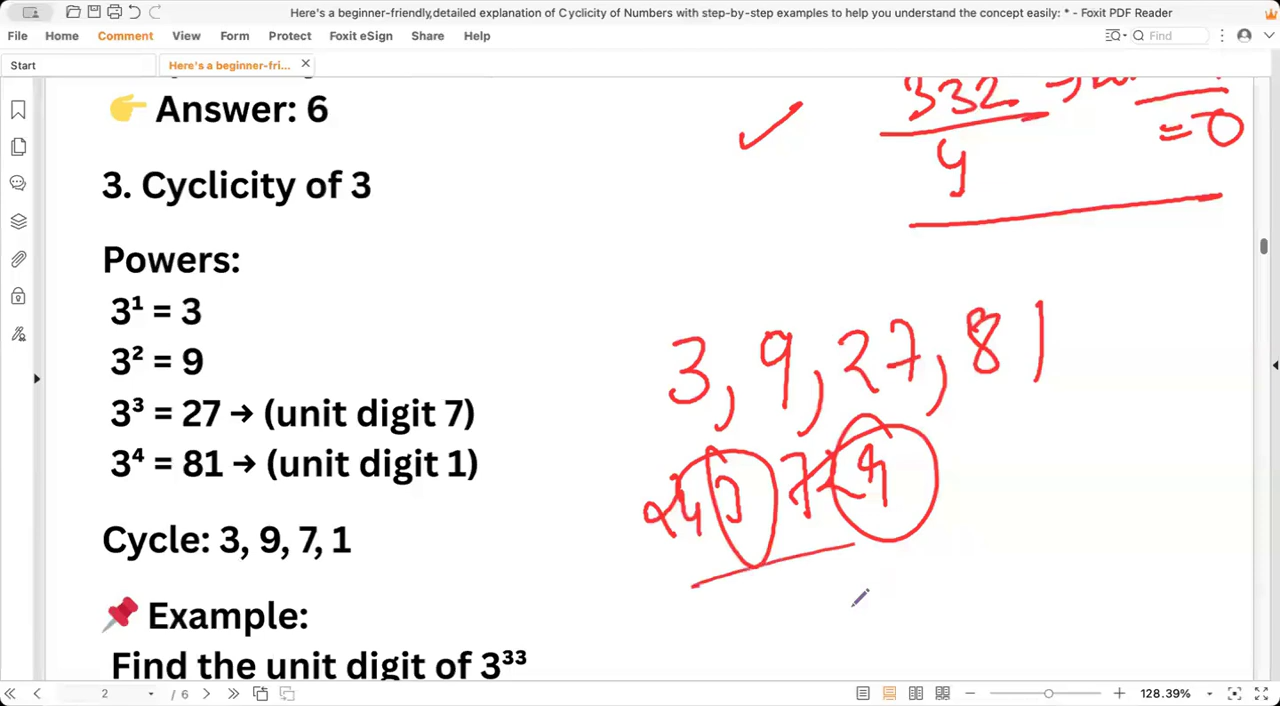 Here's a beginner-friendly,detailed explanation of Cyclicity of Numbers with step-by-step examples to help you understand the concept easily: * - Foxit PDF Reader
File Home Comment View Form Protect Foxit eSign Share Help Find
Start Here's a beginner-fri...
Answer: 6
3. Cyclicity of 3
Powers:
3¹ = 3
3² = 9
3³ = 27 → (unit digit 7)
3⁴ = 81 → (unit digit 1)
Cycle: 3, 9, 7, 1
Example:
Find the unit digit of 3³³
332
4
= 0
3, 9, 27, 81
2 / 6 128.39%